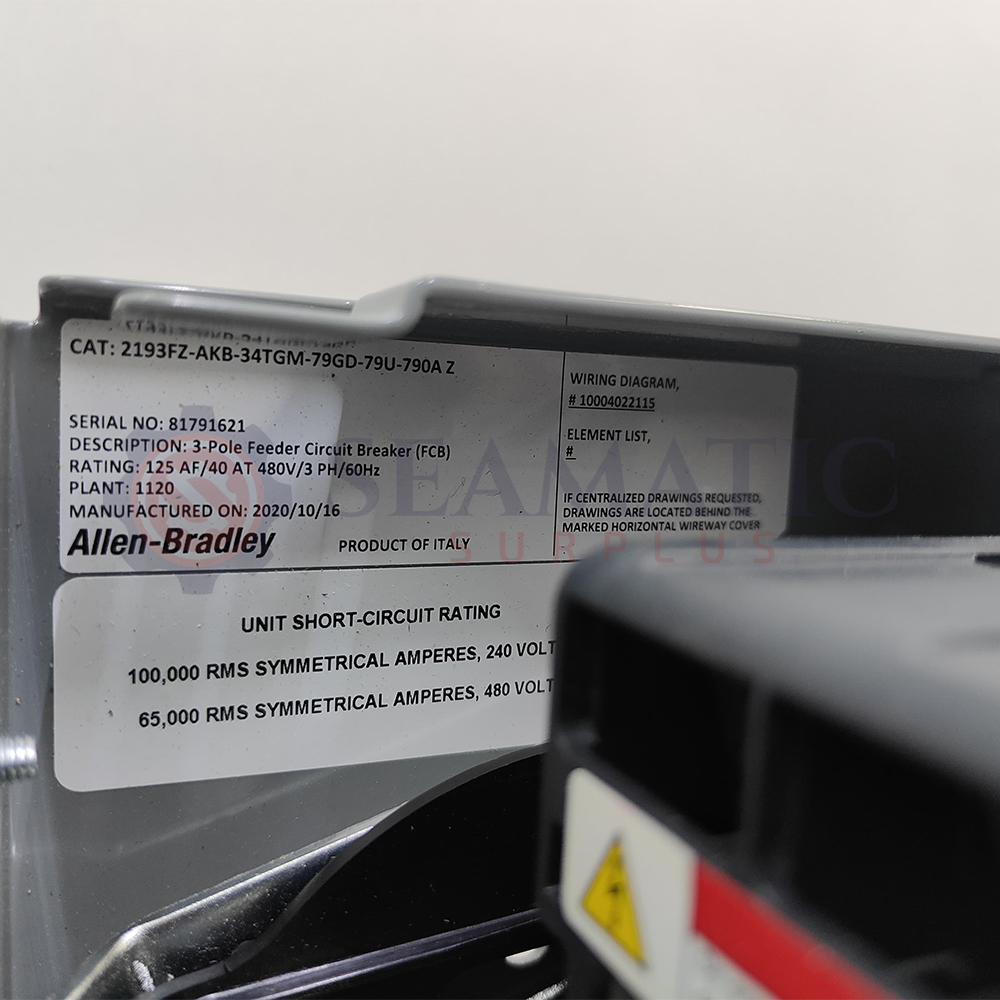 CAT: 2193FZ-AKB-34TGM-79GD-79U-790A Z
SERIAL NO: 81791621
DESCRIPTION: 3-Pole Feeder Circuit Breaker (FCB)
RATING: 125 AF/40 AT 480V/3 PH/60Hz
PLANT: 1120
MANUFACTURED ON: 2020/10/16
Allen-Bradley
PRODUCT OF ITALY
WIRING DIAGRAM,
# 10004022115
ELEMENT LIST,
#
IF CENTRALIZED DRAWINGS REQUESTED,
DRAWINGS ARE LOCATED BEHIND THE
MARKED HORIZONTAL WIREWAY COVER
SEAMATIC
SURPLUS
UNIT SHORT-CIRCUIT RATING
100,000 RMS SYMMETRICAL AMPERES, 240 VOLT
65,000 RMS SYMMETRICAL AMPERES, 480 VOLT